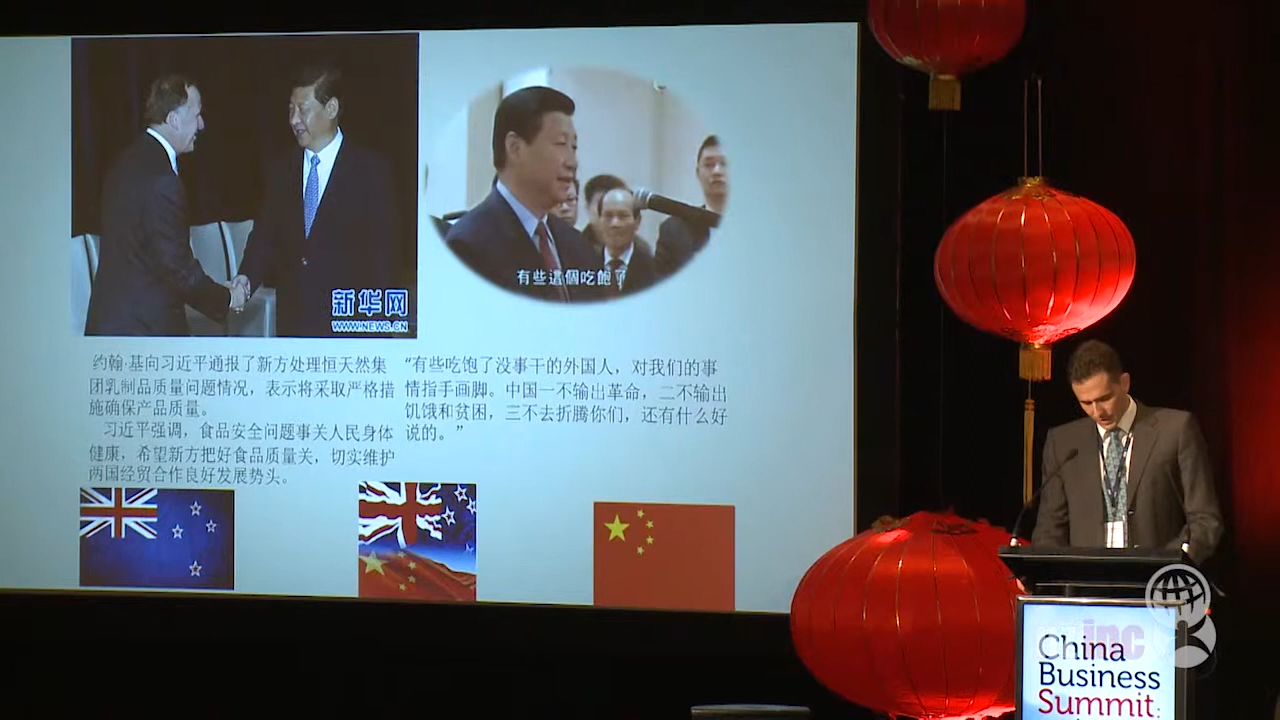 新华网
WWW.NEWS.CN
有些這個吃飽了
约翰·基向习近平通报了新方处理恒天然集
团乳制品质量问题情况，表示将采取严格措
施确保产品质量。
习近平强调，食品安全问题事关人民身体
健康，希望新方把好食品质量关，切实维护
两国经贸合作良好发展势头。
“有些吃饱了没事干的外国人，对我们的事
情指手画脚。中国一不输出革命，二不输出
饥饿和贫困，三不去折腾你们，还有什么好
说的。”
inc
China
Business
Summit: